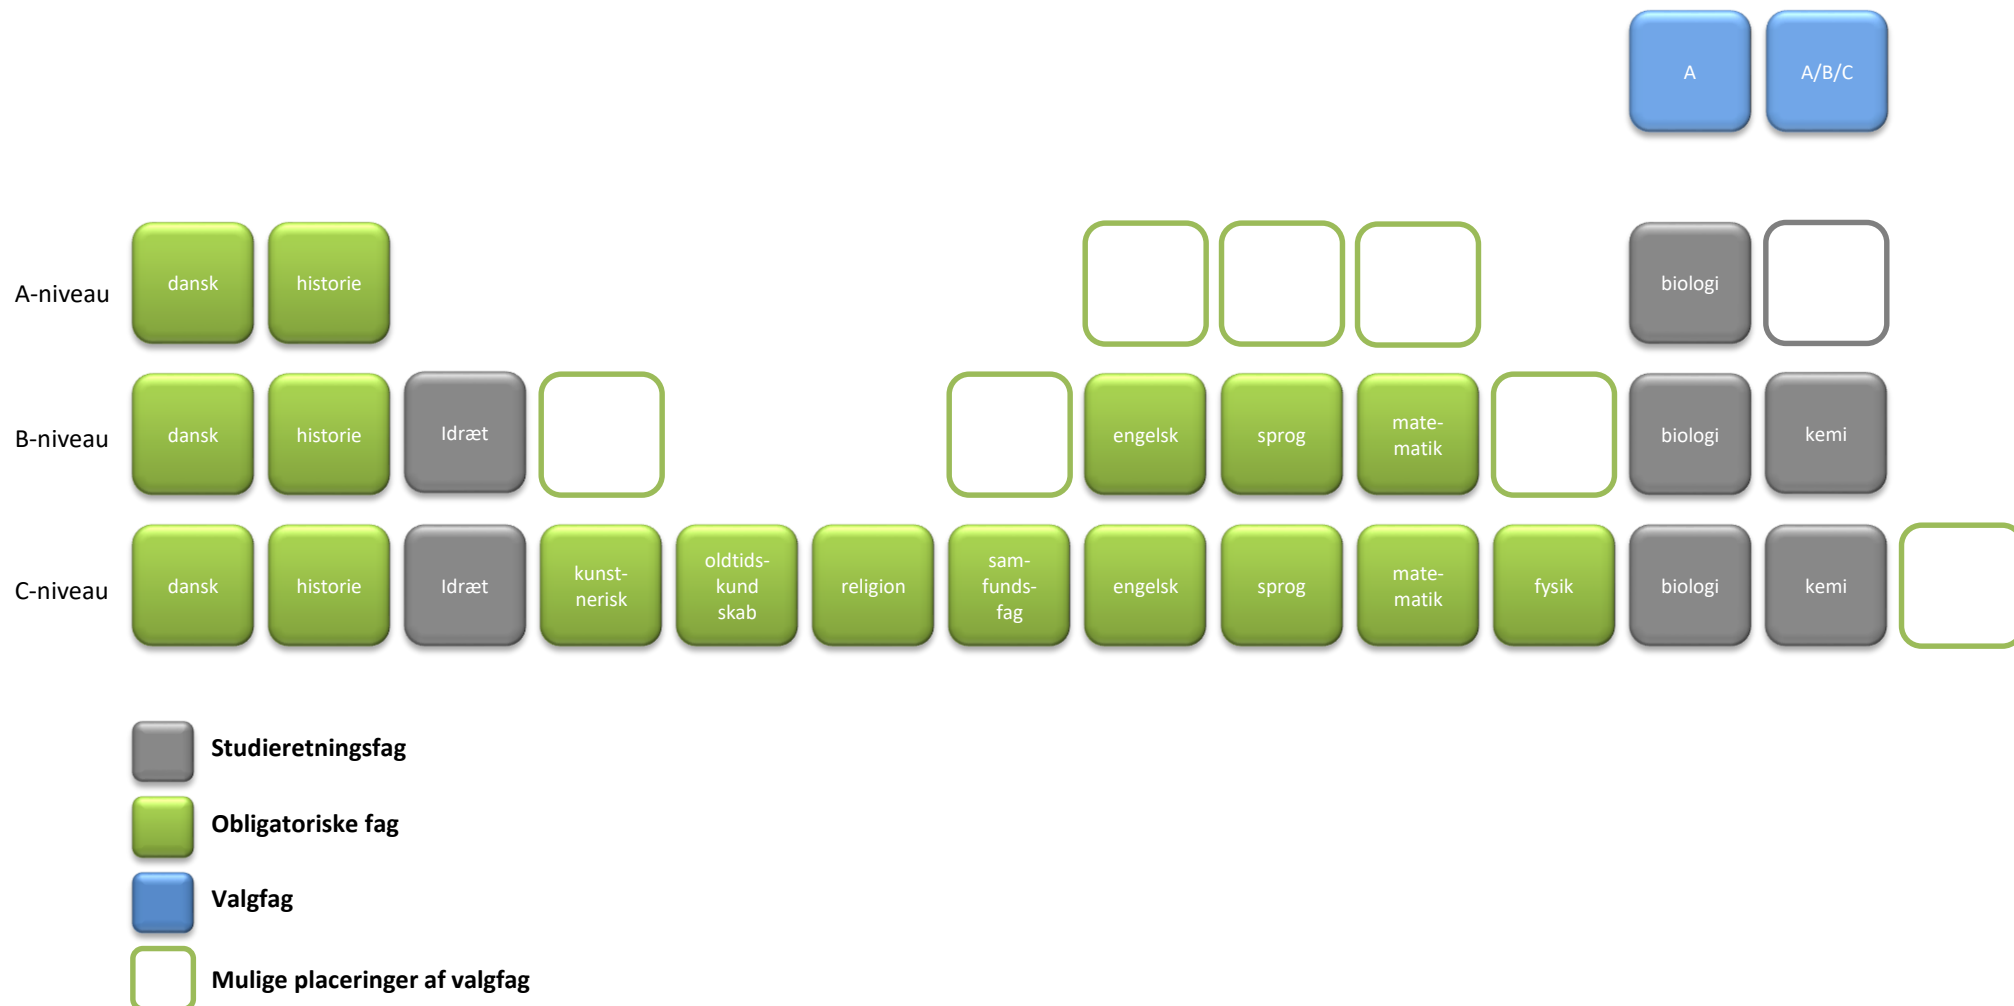 A
A/B/C
A-niveau
dansk
historie
biologi
B-niveau
dansk
historie
Idræt
engelsk
sprog
mate-
matik
biologi
kemi
C-niveau
dansk
historie
Idræt
kunst-
nerisk
oldtids-
kund
skab
religion
sam-
funds-
fag
engelsk
sprog
mate-
matik
fysik
biologi
kemi
Studieretningsfag
Obligatoriske fag
Valgfag
Mulige placeringer af valgfag